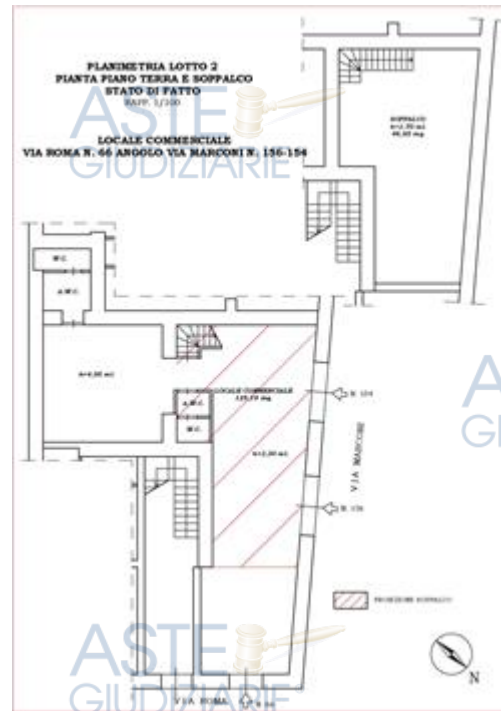 PLANIMETRIA LOTTO 2
PIANTA PIANO TERRA E SOPPALCO
STATO DI FATTO
RAPP. 1/100
LOCALE COMMERCIALE
VIA ROMA N. 66 ANGOLO VIA MARCONI N. 156-154
ASTE
GIUDIZIARIE
SOPPALCO
W.C.
A.W.C.
LOCALE COMMERCIALE
A.W.C.
W.C.
N. 154
VIA MARCONI
N. 156
PROIEZIONE SOPPALCO
ASTE
GIUDIZIARIE
VIA ROMA
N. 66
N